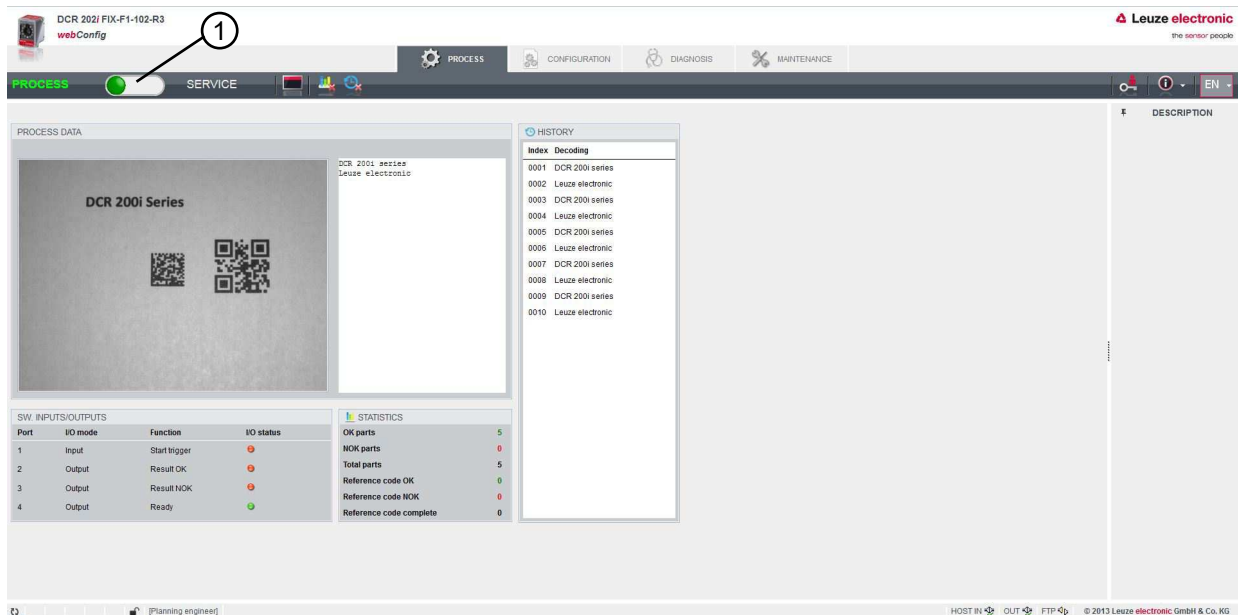 DCR 202i FIX-F1-102-R3
webConfig
1
Leuze electronic
the sensor people
PROCESS
CONFIGURATION
DIAGNOSIS
MAINTENANCE
PROCESS
SERVICE
EN
DESCRIPTION
PROCESS DATA
DCR 200i Series
DCR 200i series
Leuze electronic
HISTORY
Index Decoding
0001 DCR 200i series
0002 Leuze electronic
0003 DCR 200i series
0004 Leuze electronic
0005 DCR 200i series
0006 Leuze electronic
0007 DCR 200i series
0008 Leuze electronic
0009 DCR 200i series
0010 Leuze electronic
SW. INPUTS/OUTPUTS
Port I/O mode Function I/O status
1 Input Start trigger
2 Output Result OK
3 Output Result NOK
4 Output Ready
STATISTICS
OK parts 5
NOK parts 0
Total parts 5
Reference code OK 0
Reference code NOK 0
Reference code complete 0
[Planning engineer]
HOST IN OUT FTP © 2013 Leuze electronic GmbH & Co. KG